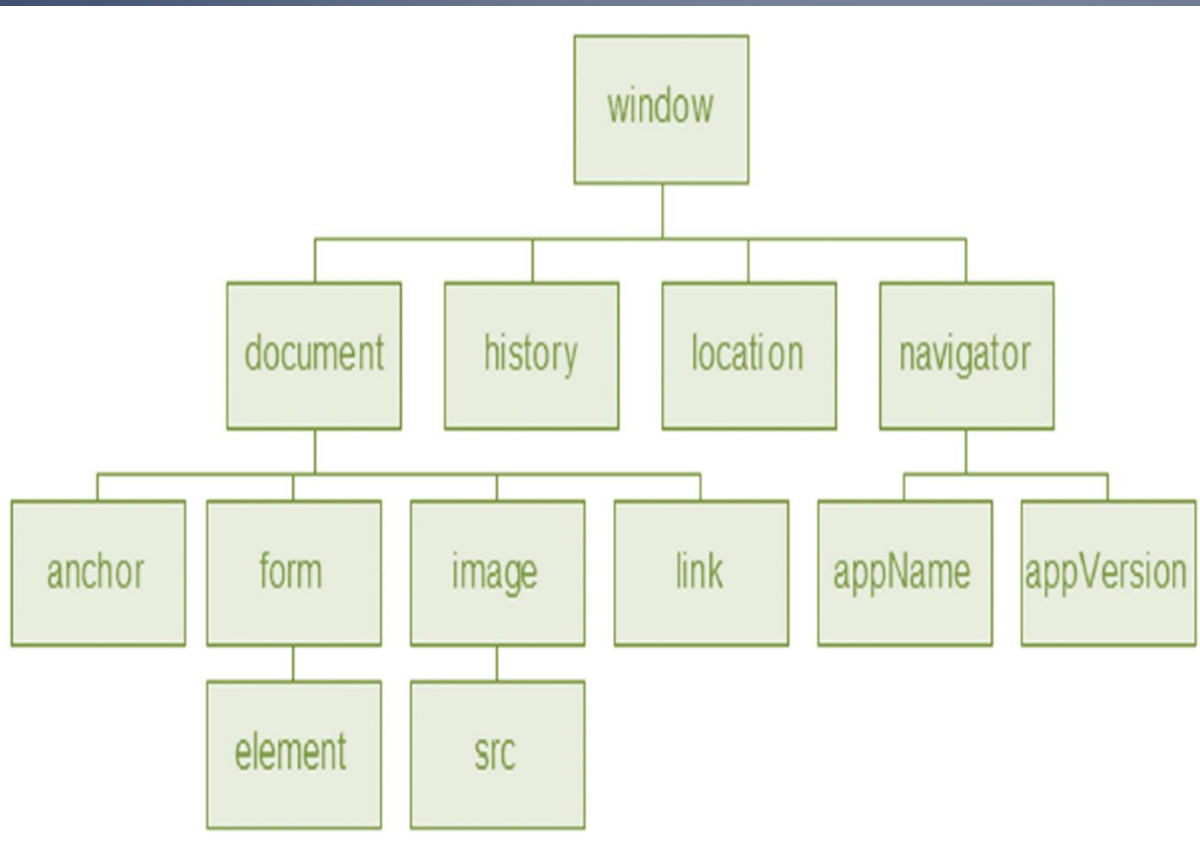 window
document
history
location
navigator
anchor
form
image
link
appName
appVersion
element
src